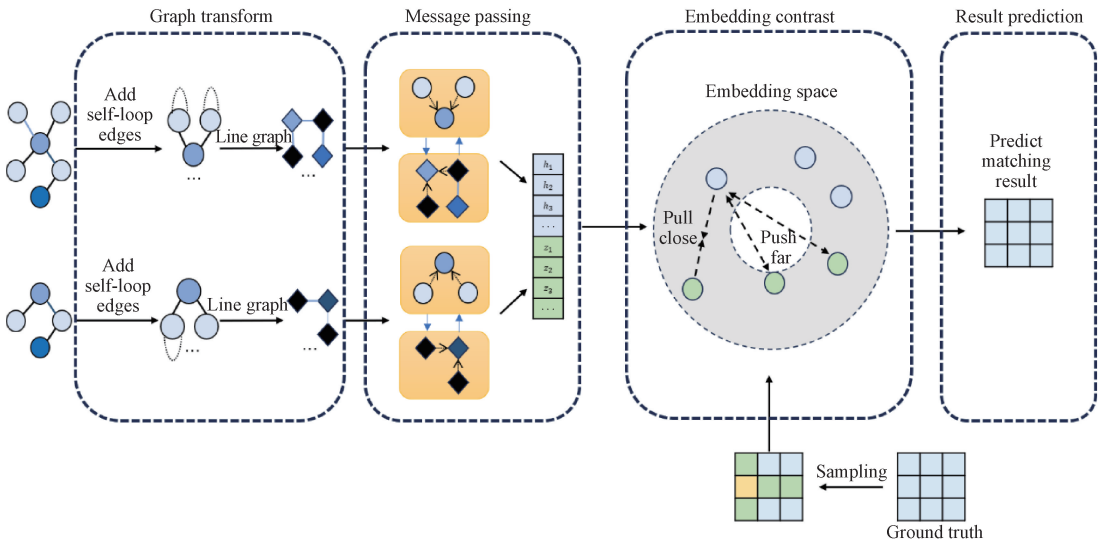 Graph transform
Message passing
Embedding contrast
Result prediction
Add
self-loop
edges
Line graph
...
...
Add
self-loop
edges
Line graph
...
...
h₁
h₂
h₃
...
z₁
z₂
z₃
...
Embedding space
Pull
close
Push
far
Predict
matching
result
Sampling
Ground truth